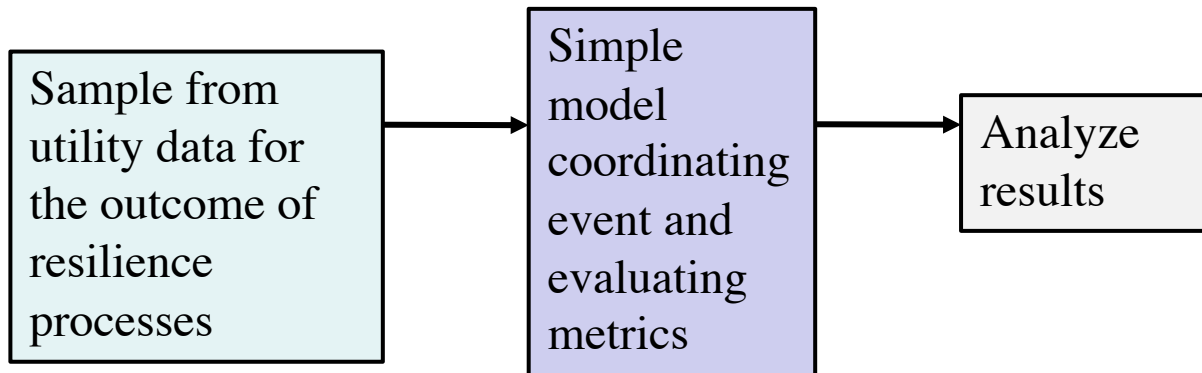 Sample from
utility data for
the outcome of
resilience
processes
Simple
model
coordinating
event and
evaluating
metrics
Analyze
results